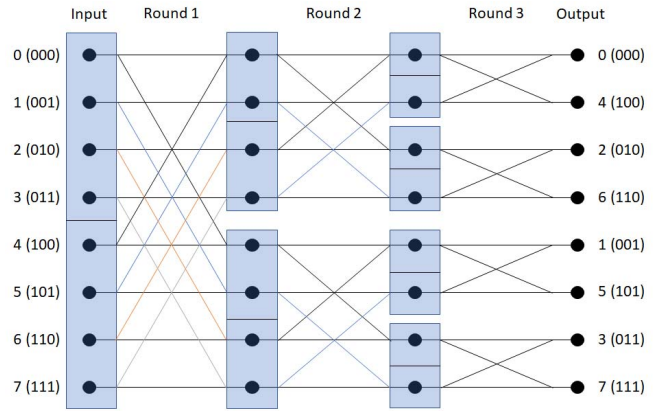 Input Round 1 Round 2 Round 3 Output
0 (000) 0 (000)
1 (001) 4 (100)
2 (010) 2 (010)
3 (011) 6 (110)
4 (100) 1 (001)
5 (101) 5 (101)
6 (110) 3 (011)
7 (111) 7 (111)